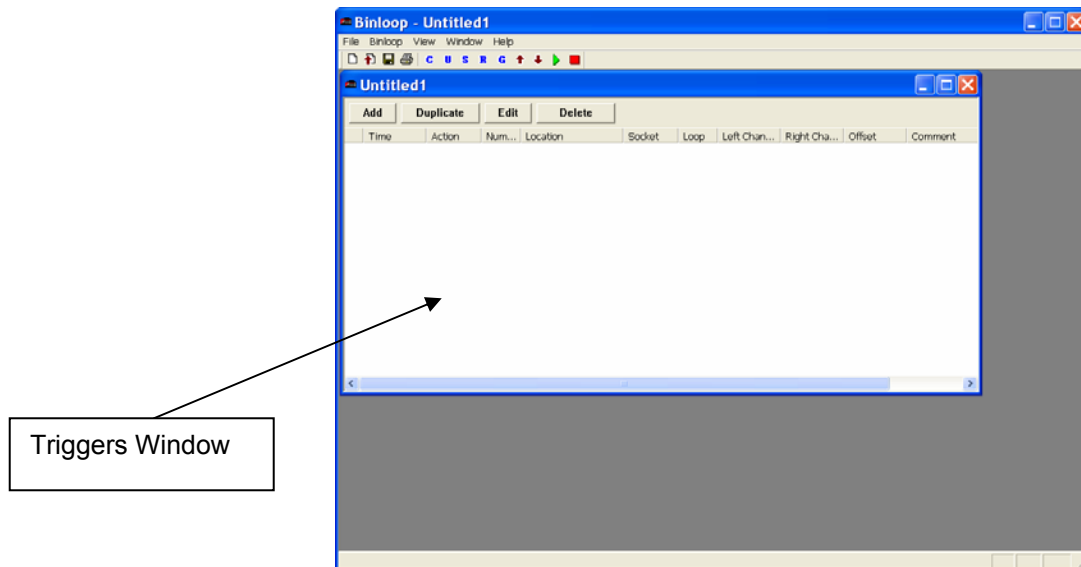 Binloop - Untitled1
File Binloop View Window Help
C U S R G
Untitled1
Add Duplicate Edit Delete
Time Action Num... Location Socket Loop Left Chan... Right Cha... Offset Comment
Triggers Window